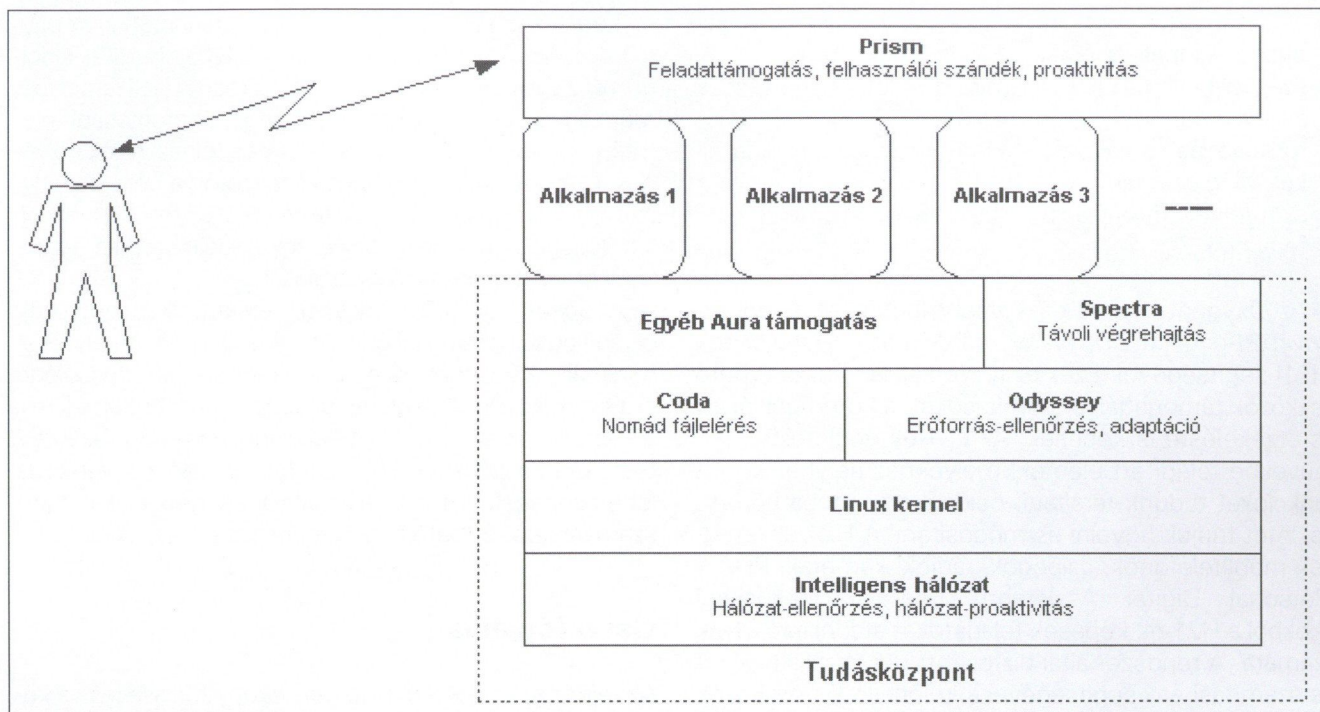 Prism
Feladattámogatás, felhasználói szándék, proaktivitás
Alkalmazás 1
Alkalmazás 2
Alkalmazás 3
Egyéb Aura támogatás
Spectra
Távoli végrehajtás
Coda
Nomád fájlelérés
Odyssey
Erőforrás-ellenőrzés, adaptáció
Linux kernel
Intelligens hálózat
Hálózat-ellenőrzés, hálózat-proaktivitás
Tudásközpont